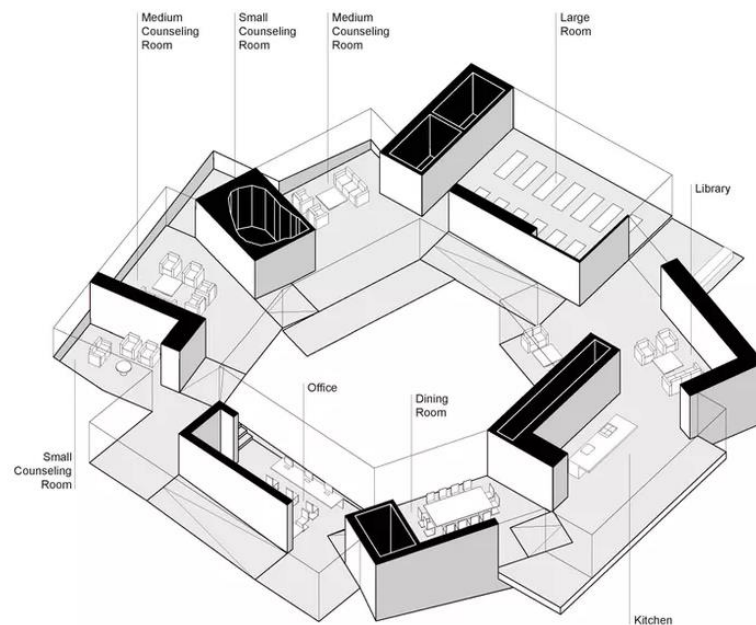 Medium
Counseling
Room
Small
Counseling
Room
Medium
Counseling
Room
Large
Room
Library
Office
Dining
Room
Small
Counseling
Room
Kitchen